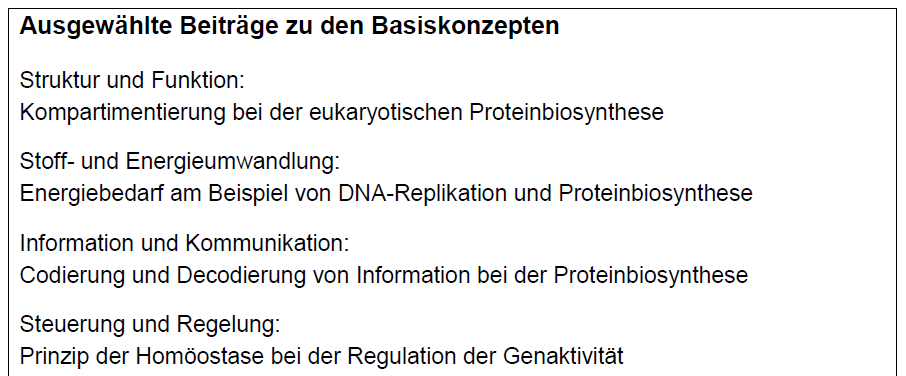 Ausgewählte Beiträge zu den Basiskonzepten
Struktur und Funktion:
Kompartimentierung bei der eukaryotischen Proteinbiosynthese
Stoff- und Energieumwandlung:
Energiebedarf am Beispiel von DNA-Replikation und Proteinbiosynthese
Information und Kommunikation:
Codierung und Decodierung von Information bei der Proteinbiosynthese
Steuerung und Regelung:
Prinzip der Homöostase bei der Regulation der Genaktivität